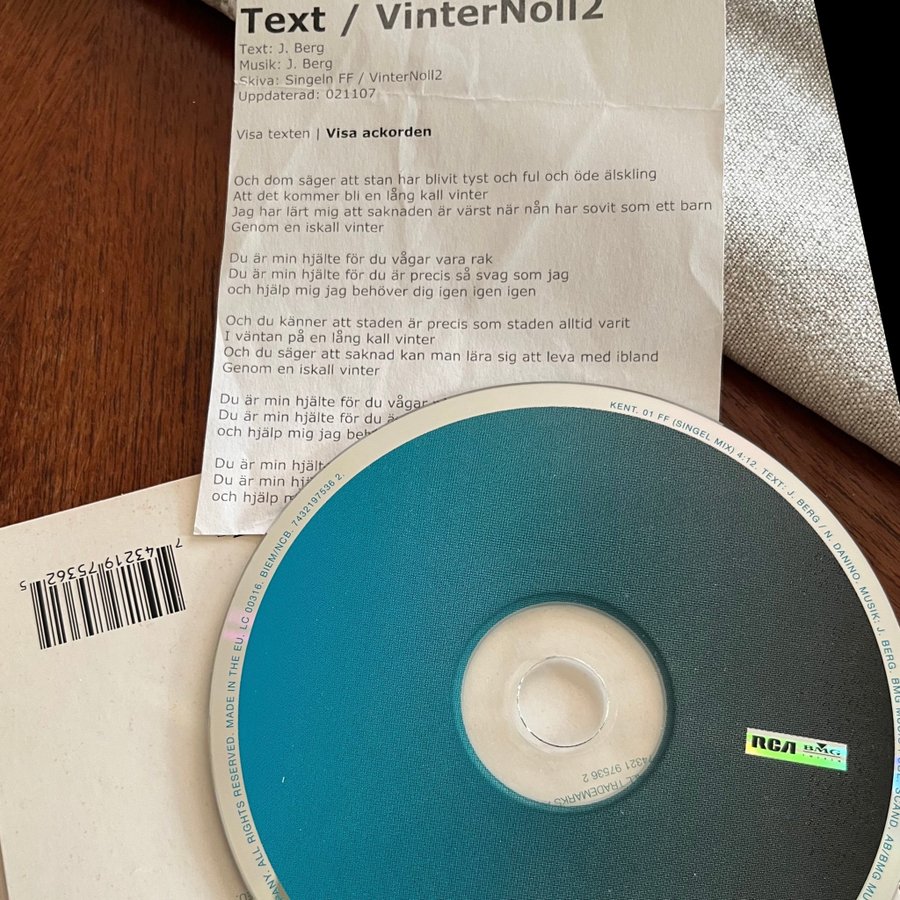 Text / VinterNoll2
Text: J. Berg
Musik: J. Berg
Skiva: Singeln FF / VinterNoll2
Uppdaterad: 021107
Visa texten | Visa ackorden
Och dom säger att stan har blivit tyst och ful och öde älskling
Att det kommer bli en lång kall vinter
Jag har lärt mig att saknaden är värst när nån har sovit som ett barn
Genom en iskall vinter
Du är min hjälte för du vågar vara rak
Du är min hjälte för du är precis så svag som jag
och hjälp mig jag behöver dig igen igen igen
Och du känner att staden är precis som staden alltid varit
I väntan på en lång kall vinter
Och du säger att saknad kan man lära sig att leva med ibland
Genom en iskall vinter
Du är min hjälte för du vågar
Du är min hjälte för du
och hjälp mig jag
Du är min
Du är min
och hjälp
7 43219 75362 5
KENT. 01 FF (SINGEL MIX) 4:12. TEXT: J. BERG / N. DANINO. MUSIK: J. BERG. BMG
SCAND. AB/BMG MU
ALL RIGHTS RESERVED. MADE IN THE EU. LC 00316. BIEM/NCB. 7432197536 2.
RCA BMG
74321 97536 2
TRADEMARKS